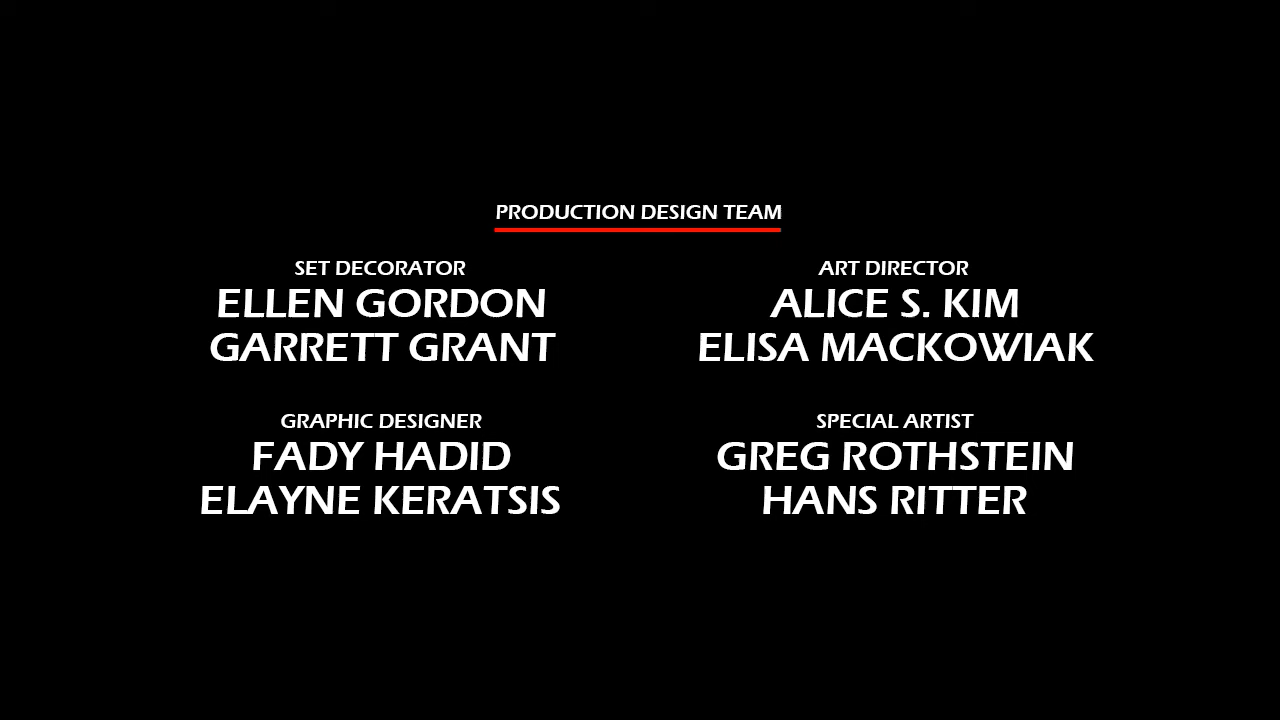 PRODUCTION DESIGN TEAM
SET DECORATOR
ELLEN GORDON
GARRETT GRANT
ART DIRECTOR
ALICE S. KIM
ELISA MACKOWIAK
GRAPHIC DESIGNER
FADY HADID
ELAYNE KERATSIS
SPECIAL ARTIST
GREG ROTHSTEIN
HANS RITTER